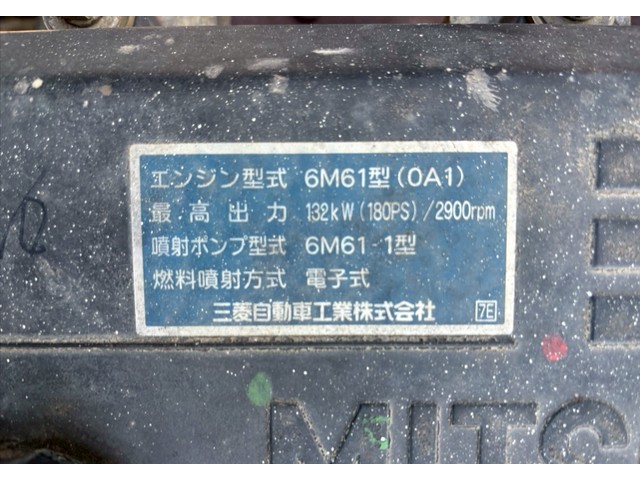 エンジン型式 6M61型(0A1)
最高出力 132kW(180PS)/2900rpm
噴射ポンプ型式 6M61-1型
燃料噴射方式 電子式
三菱自動車工業株式会社 7E
MITS